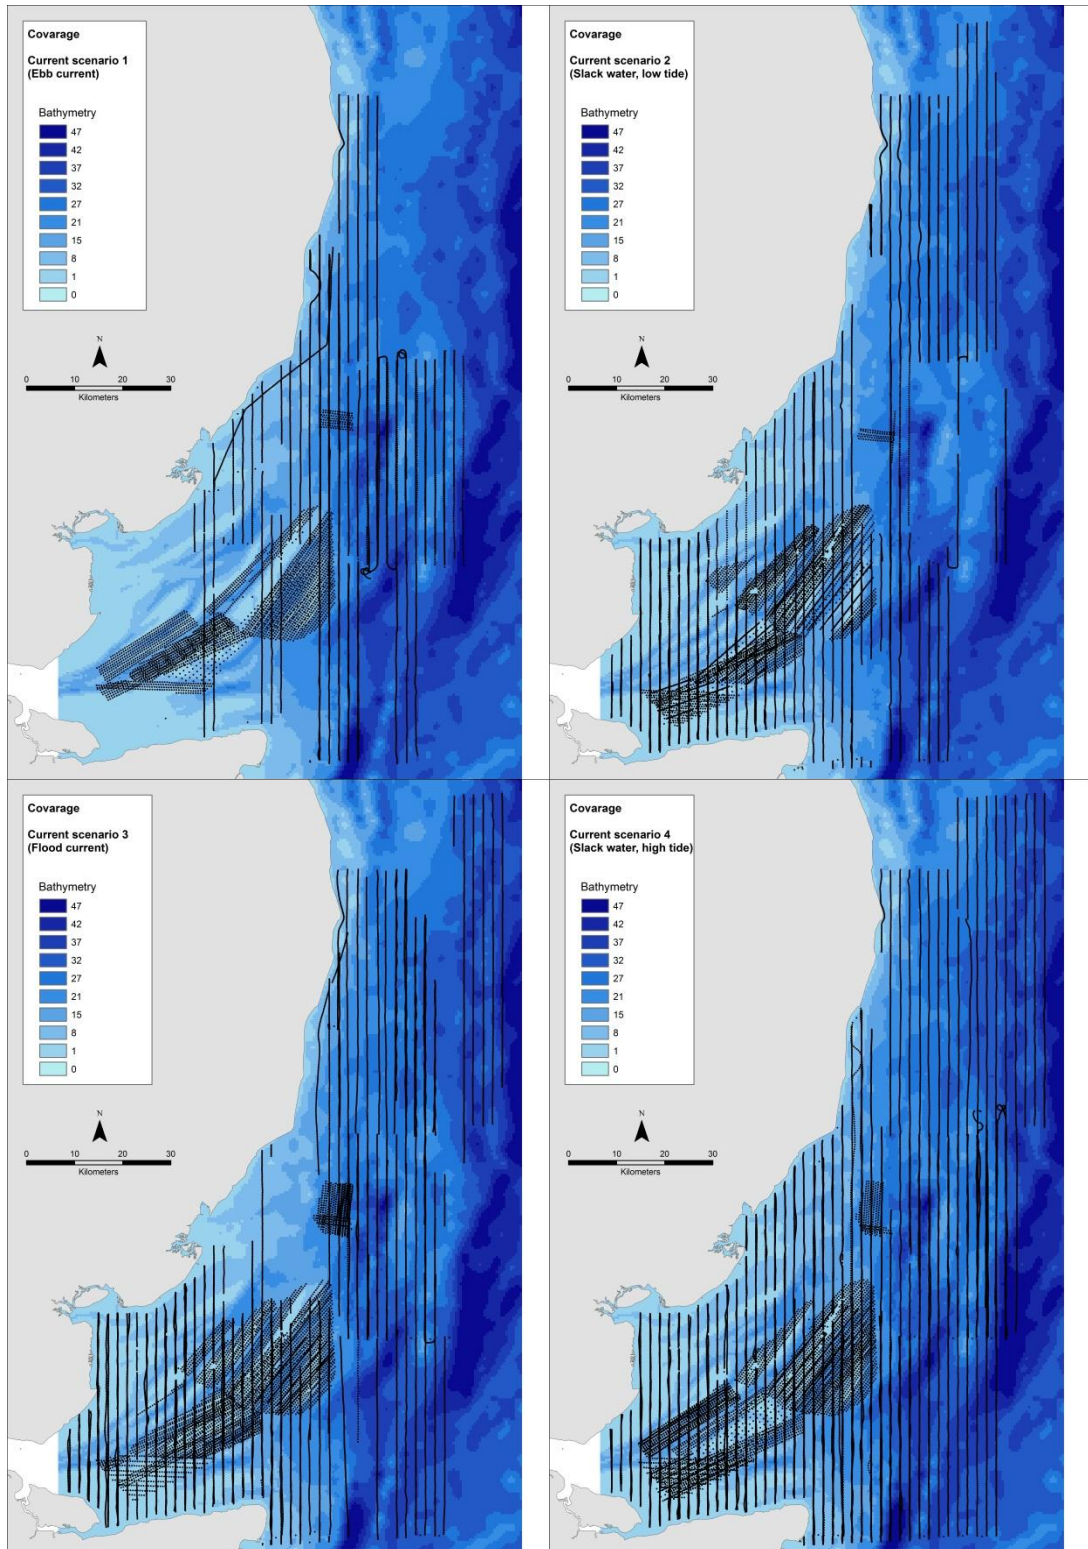 Covarage
Current scenario 1
(Ebb current)
Bathymetry
47
42
37
32
27
21
15
8
1
0
N
0 10 20 30
Kilometers
Covarage
Current scenario 2
(Slack water, low tide)
Bathymetry
47
42
37
32
27
21
15
8
1
0
N
0 10 20 30
Kilometers
Covarage
Current scenario 3
(Flood current)
Bathymetry
47
42
37
32
27
21
15
8
1
0
N
0 10 20 30
Kilometers
Covarage
Current scenario 4
(Slack water, high tide)
Bathymetry
47
42
37
32
27
21
15
8
1
0
N
0 10 20 30
Kilometers